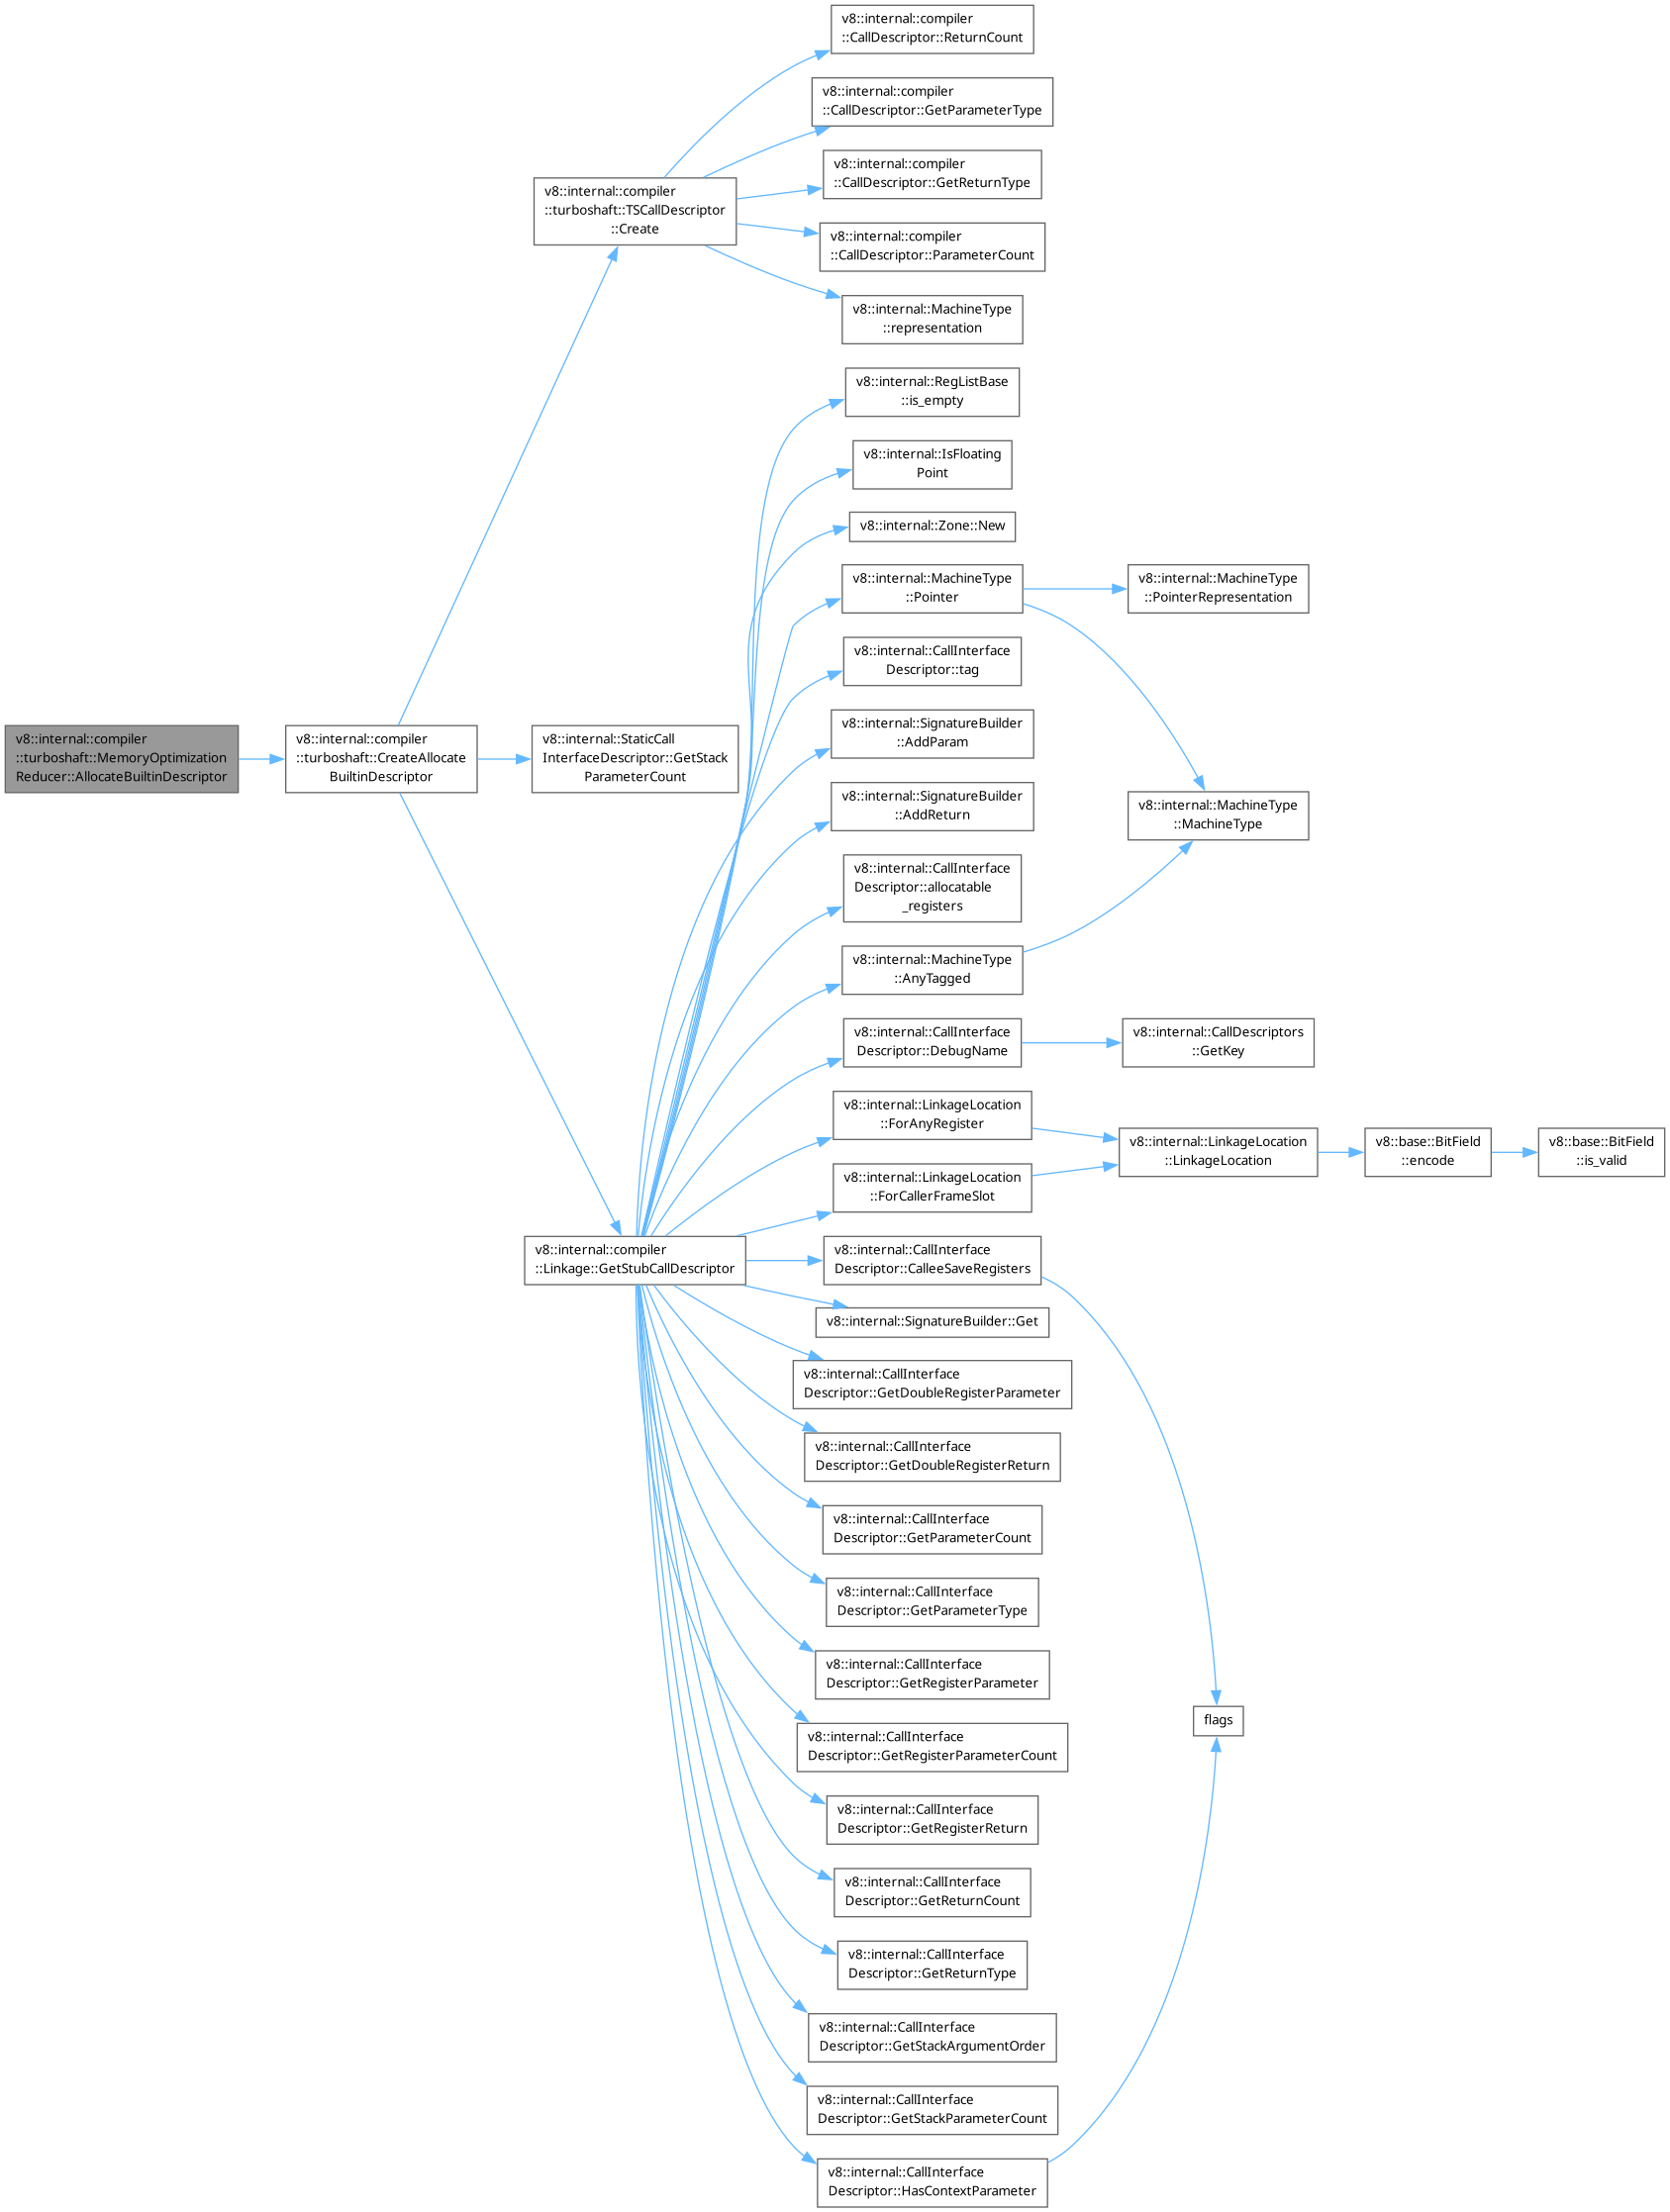 v8::internal::compiler
::CallDescriptor::ReturnCount
v8::internal::compiler
::CallDescriptor::GetParameterType
v8::internal::compiler
::CallDescriptor::GetReturnType
v8::internal::compiler
::turboshaft::TSCallDescriptor
::Create
v8::internal::compiler
::CallDescriptor::ParameterCount
v8::internal::MachineType
::representation
v8::internal::RegListBase
::is_empty
v8::internal::IsFloating
Point
v8::internal::Zone::New
v8::internal::MachineType
::Pointer
v8::internal::MachineType
::PointerRepresentation
v8::internal::CallInterface
Descriptor::tag
v8::internal::compiler
::turboshaft::MemoryOptimization
Reducer::AllocateBuiltinDescriptor
v8::internal::compiler
::turboshaft::CreateAllocate
BuiltinDescriptor
v8::internal::StaticCall
InterfaceDescriptor::GetStack
ParameterCount
v8::internal::SignatureBuilder
::AddParam
v8::internal::SignatureBuilder
::AddReturn
v8::internal::MachineType
::MachineType
v8::internal::CallInterface
Descriptor::allocatable
_registers
v8::internal::MachineType
::AnyTagged
v8::internal::CallInterface
Descriptor::DebugName
v8::internal::CallDescriptors
::GetKey
v8::internal::LinkageLocation
::ForAnyRegister
v8::internal::LinkageLocation
::LinkageLocation
v8::base::BitField
::encode
v8::base::BitField
::is_valid
v8::internal::LinkageLocation
::ForCallerFrameSlot
v8::internal::compiler
::Linkage::GetStubCallDescriptor
v8::internal::CallInterface
Descriptor::CalleeSaveRegisters
v8::internal::SignatureBuilder::Get
v8::internal::CallInterface
Descriptor::GetDoubleRegisterParameter
v8::internal::CallInterface
Descriptor::GetDoubleRegisterReturn
v8::internal::CallInterface
Descriptor::GetParameterCount
v8::internal::CallInterface
Descriptor::GetParameterType
v8::internal::CallInterface
Descriptor::GetRegisterParameter
flags
v8::internal::CallInterface
Descriptor::GetRegisterParameterCount
v8::internal::CallInterface
Descriptor::GetRegisterReturn
v8::internal::CallInterface
Descriptor::GetReturnCount
v8::internal::CallInterface
Descriptor::GetReturnType
v8::internal::CallInterface
Descriptor::GetStackArgumentOrder
v8::internal::CallInterface
Descriptor::GetStackParameterCount
v8::internal::CallInterface
Descriptor::HasContextParameter